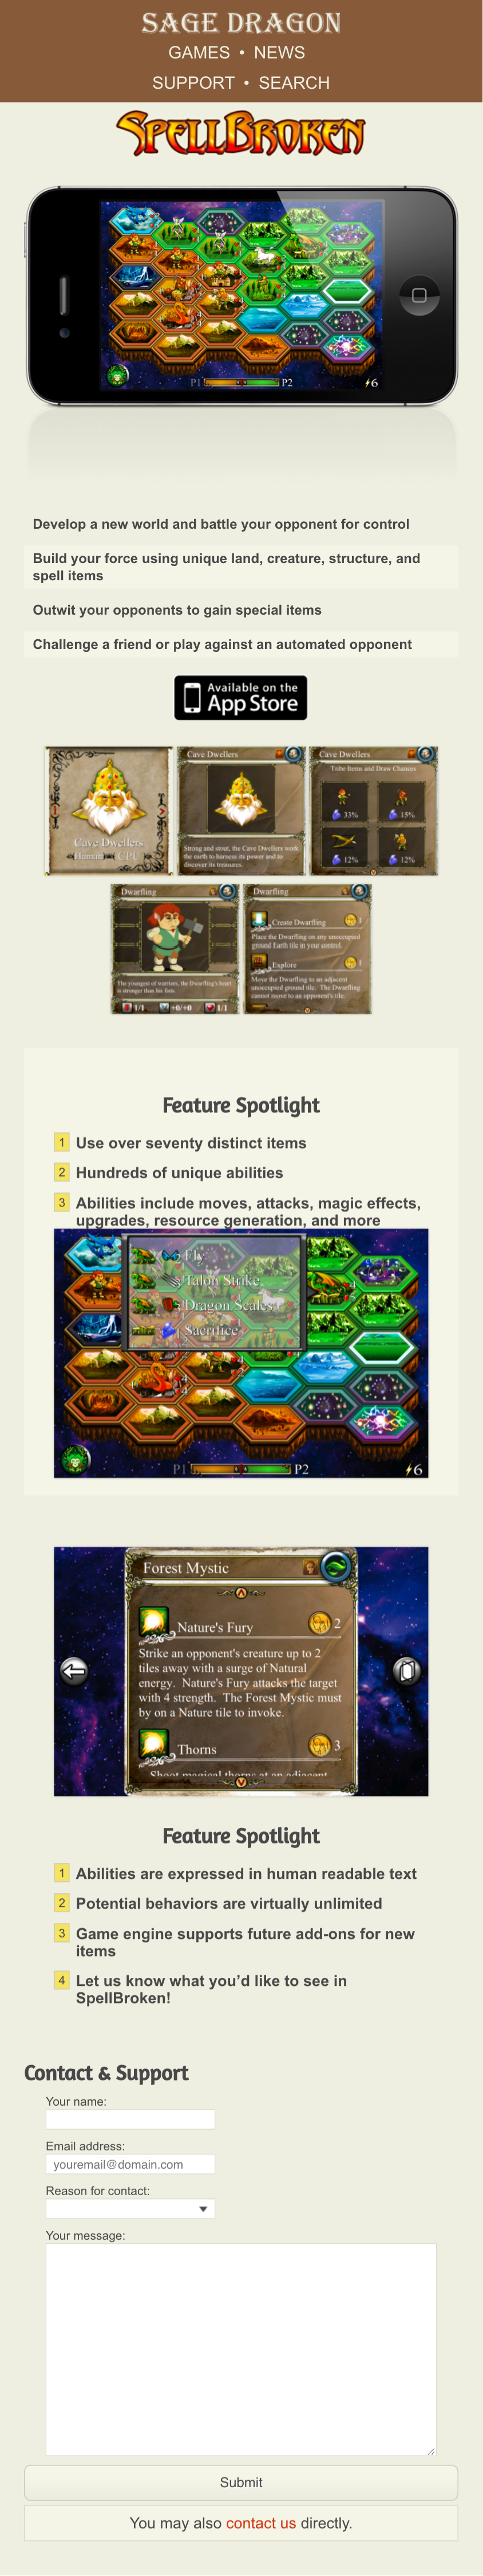 SAGE DRAGON
GAMES • NEWS
SUPPORT • SEARCH
SPELLBROKEN
P1 P2 6
Develop a new world and battle your opponent for control
Build your force using unique land, creature, structure, and
spell items
Outwit your opponents to gain special items
Challenge a friend or play against an automated opponent
Available on the
App Store
Cave Dwellers
Human CPU
Cave Dwellers
Strong and stout, the Cave Dwellers work
the earth to harness its power and to
discover its treasures.
Cave Dwellers
Tribe Items and Draw Chances
33% 15%
12% 12%
Dwarfling
The youngest of warriors, the Dwarfling's heart
is stronger than his fists.
1/1 +0/+0 1/1
Dwarfling
Create Dwarfling
Place the Dwarfling on any unoccupied
ground Earth tile in your control.
Explore
Move the Dwarfling to an adjacent
unoccupied ground tile. The Dwarfling
cannot move to an opponent's tile.
Feature Spotlight
1 Use over seventy distinct items
2 Hundreds of unique abilities
3 Abilities include moves, attacks, magic effects,
upgrades, resource generation, and more
Fly
Talon Strike
Dragon Scales
Sacrifice
P1 P2 6
Forest Mystic
Nature's Fury 2
Strike an opponent's creature up to 2
tiles away with a surge of Natural
energy. Nature's Fury attacks the target
with 4 strength. The Forest Mystic must
by on a Nature tile to invoke.
Thorns 3
Shoot magical thorns at an adjacent
Feature Spotlight
1 Abilities are expressed in human readable text
2 Potential behaviors are virtually unlimited
3 Game engine supports future add-ons for new
items
4 Let us know what you’d like to see in
SpellBroken!
Contact & Support
Your name:
Email address:
youremail@domain.com
Reason for contact:
Your message:
Submit
You may also contact us directly.